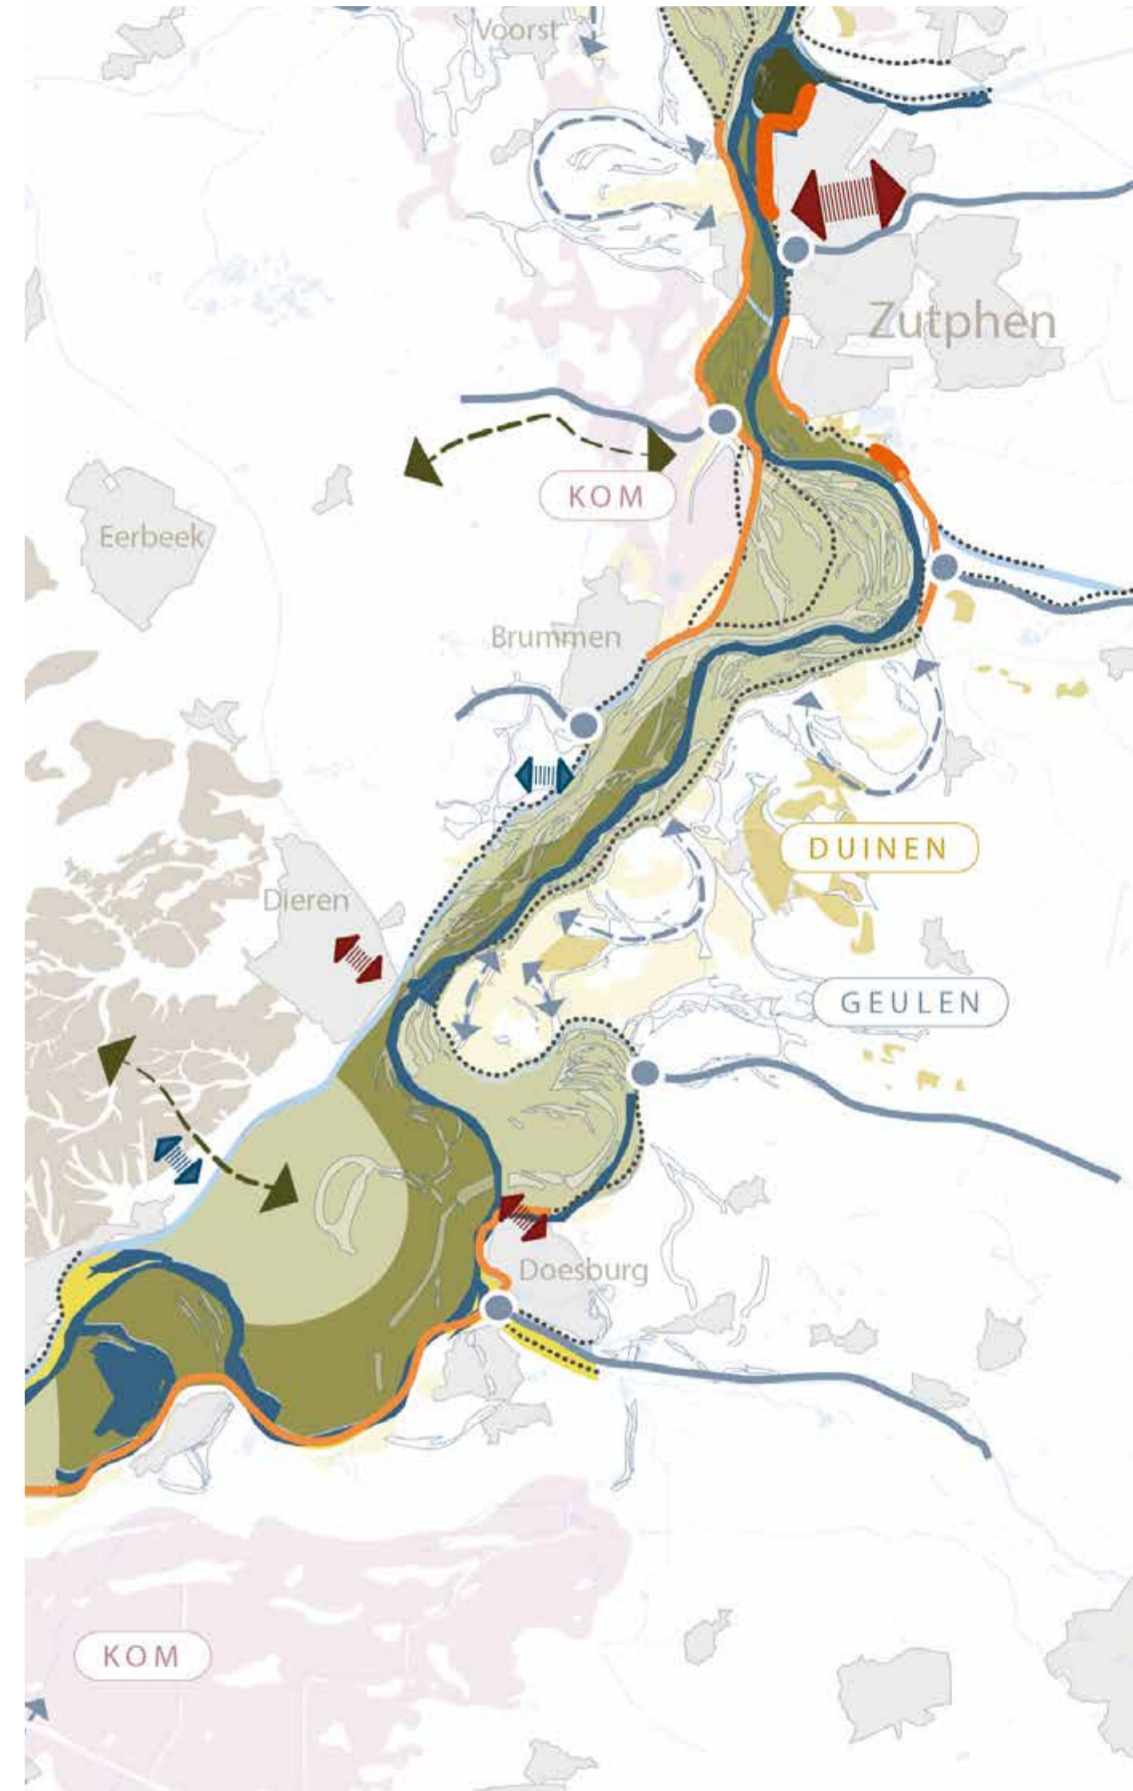 Voorst
Zutphen
KOM
Eerbeek
Brummen
DUINEN
Dieren
GEULEN
Doesburg
KOM